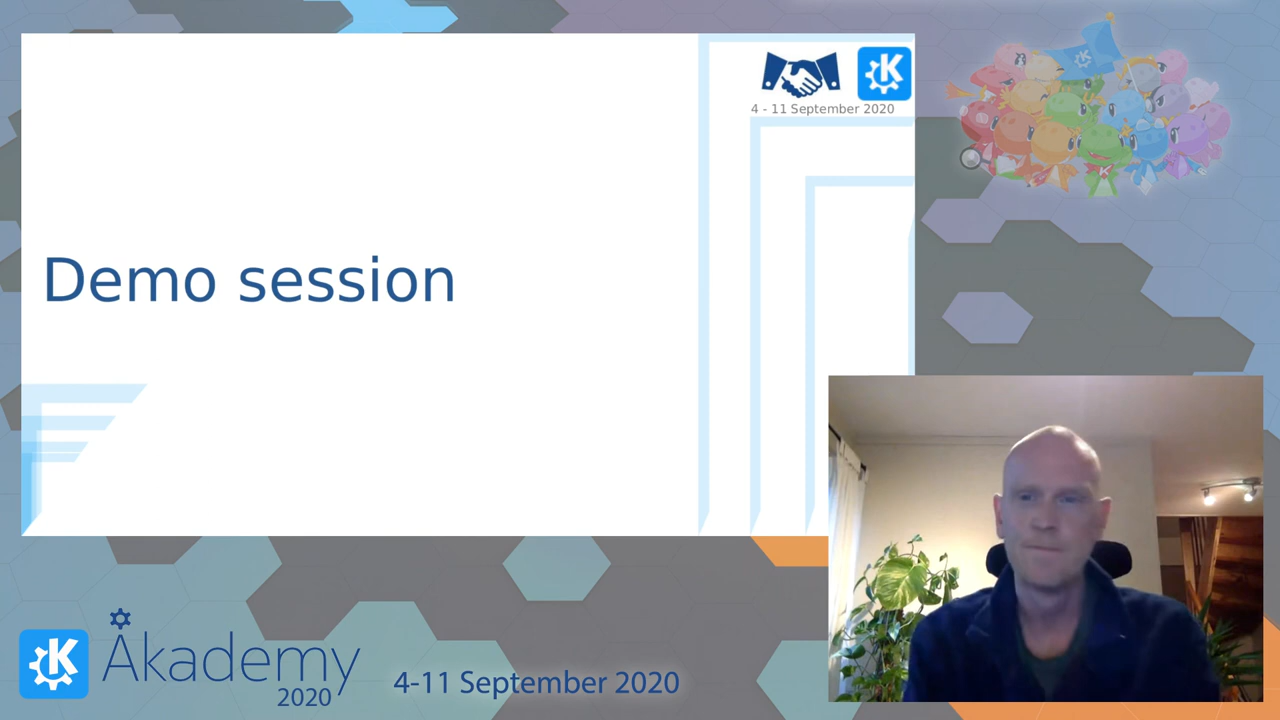 4 - 11 September 2020
Demo session
Akademy
2020
4-11 September 2020